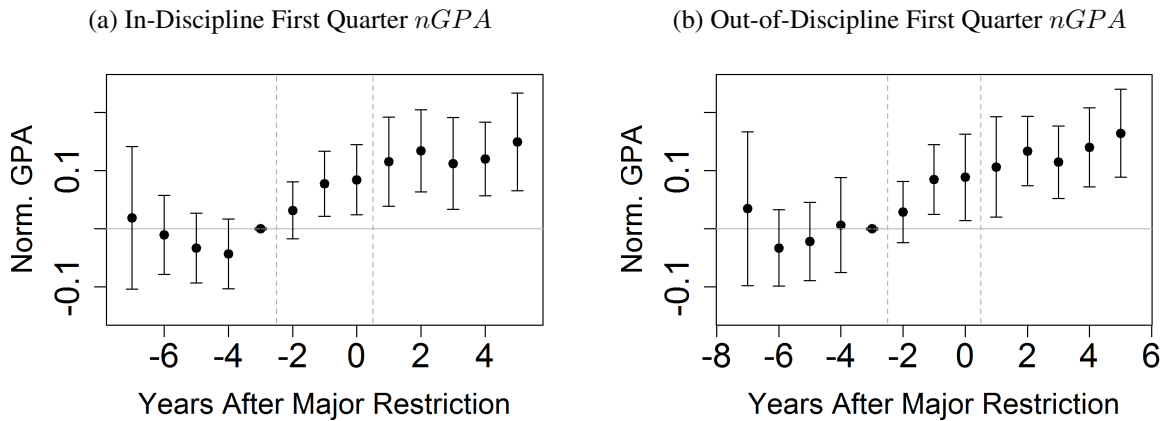 (a) In-Discipline First Quarter nGPA
Norm. GPA
0.1
-0.1
-6 -4 -2 0 2 4
Years After Major Restriction
(b) Out-of-Discipline First Quarter nGPA
Norm. GPA
0.1
-0.1
-8 -6 -4 -2 0 2 4 6
Years After Major Restriction